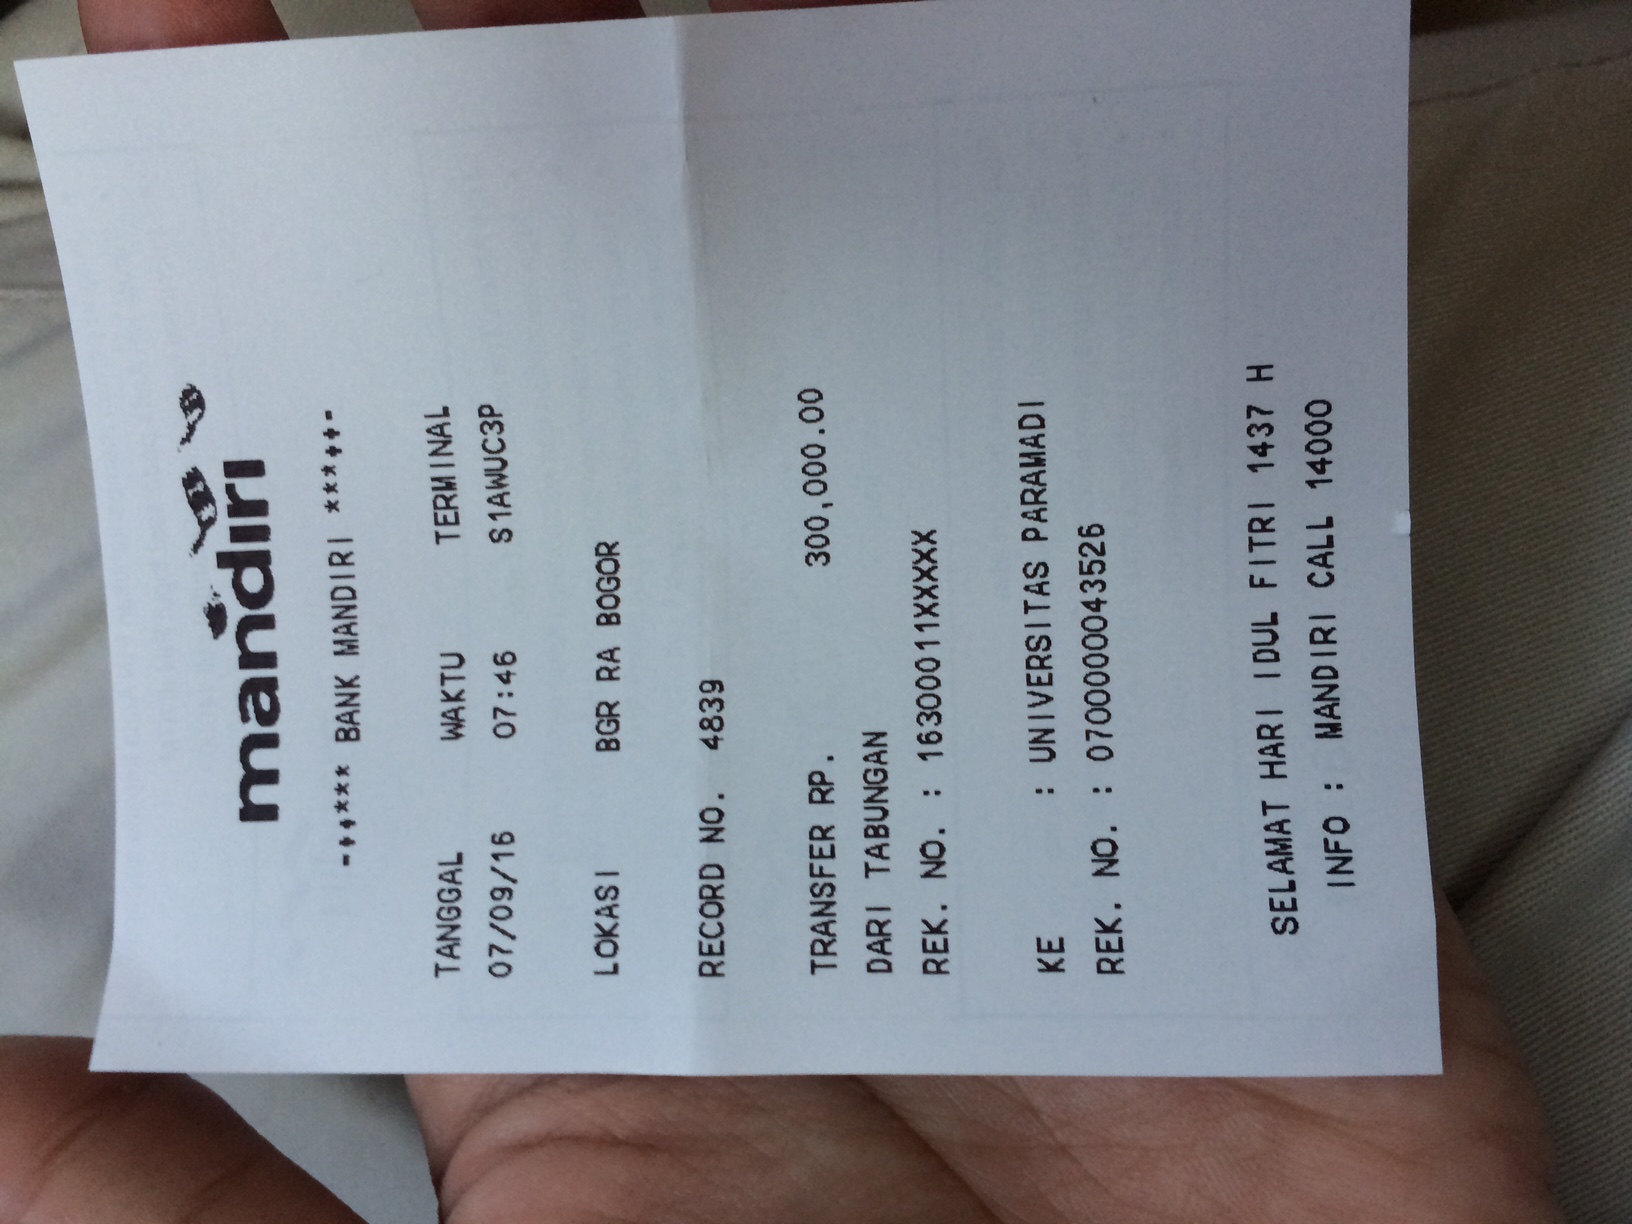 mandiri
-++*** BANK MANDIRI ***++-
TANGGAL WAKTU TERMINAL
07/09/16 07:46 S1AWUC3P
LOKASI BGR RA BOGOR
RECORD NO. 4839
TRANSFER RP. 300,000.00
DARI TABUNGAN
REK. NO. : 16300011XXXXX
KE : UNIVERSITAS PARAMADI
REK. NO. : 0700000043526
SELAMAT HARI IDUL FITRI 1437 H
INFO : MANDIRI CALL 14000